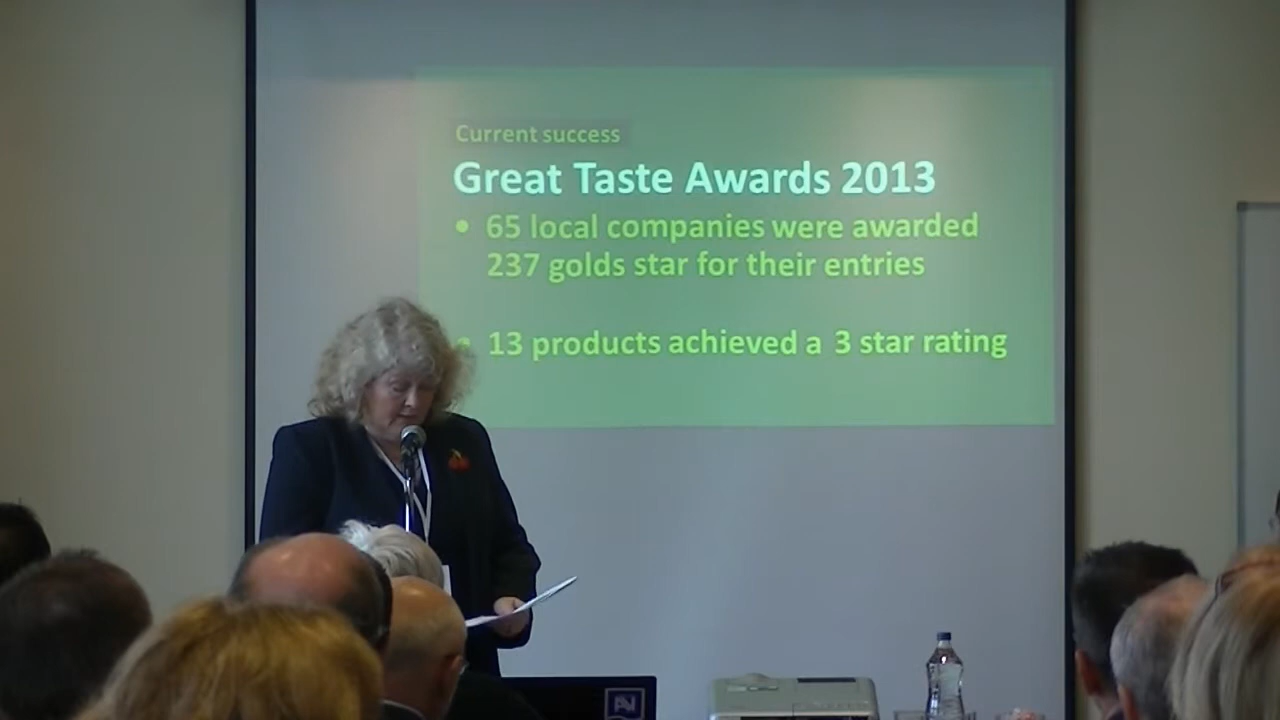 Current success
Great Taste Awards 2013
• 65 local companies were awarded
237 golds star for their entries
• 13 products achieved a 3 star rating